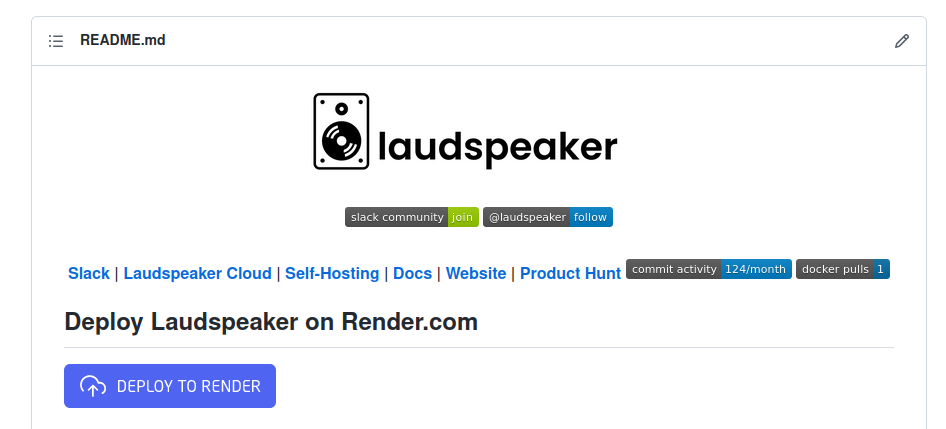 README.md
laudspeaker
slack community join @laudspeaker follow
Slack | Laudspeaker Cloud | Self-Hosting | Docs | Website | Product Hunt commit activity 124/month docker pulls 1
Deploy Laudspeaker on Render.com
DEPLOY TO RENDER